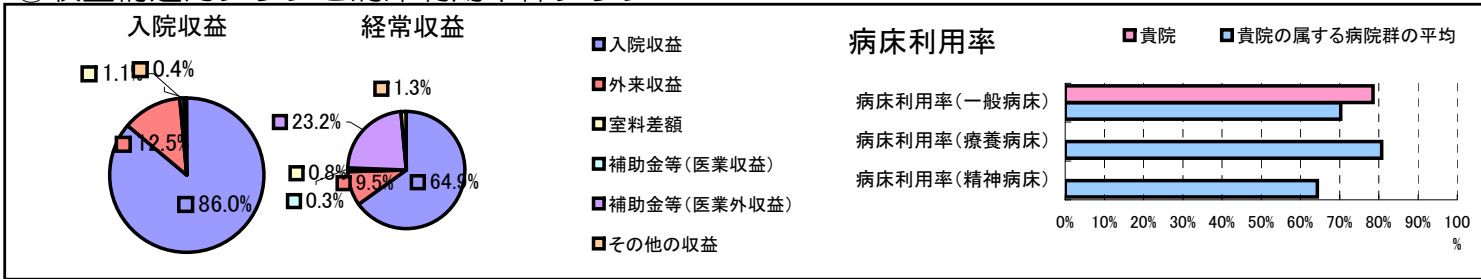 入院収益
1.1%
0.4%
12.5%
86.0%
経常収益
1.3%
23.2%
0.8%
9.5%
0.3%
64.9%
入院収益
外来収益
室料差額
補助金等(医業収益)
補助金等(医業外収益)
その他の収益
病床利用率
貴院
貴院の属する病院群の平均
病床利用率(一般病床)
病床利用率(療養病床)
病床利用率(精神病床)
0% 10% 20% 30% 40% 50% 60% 70% 80% 90% 100
%